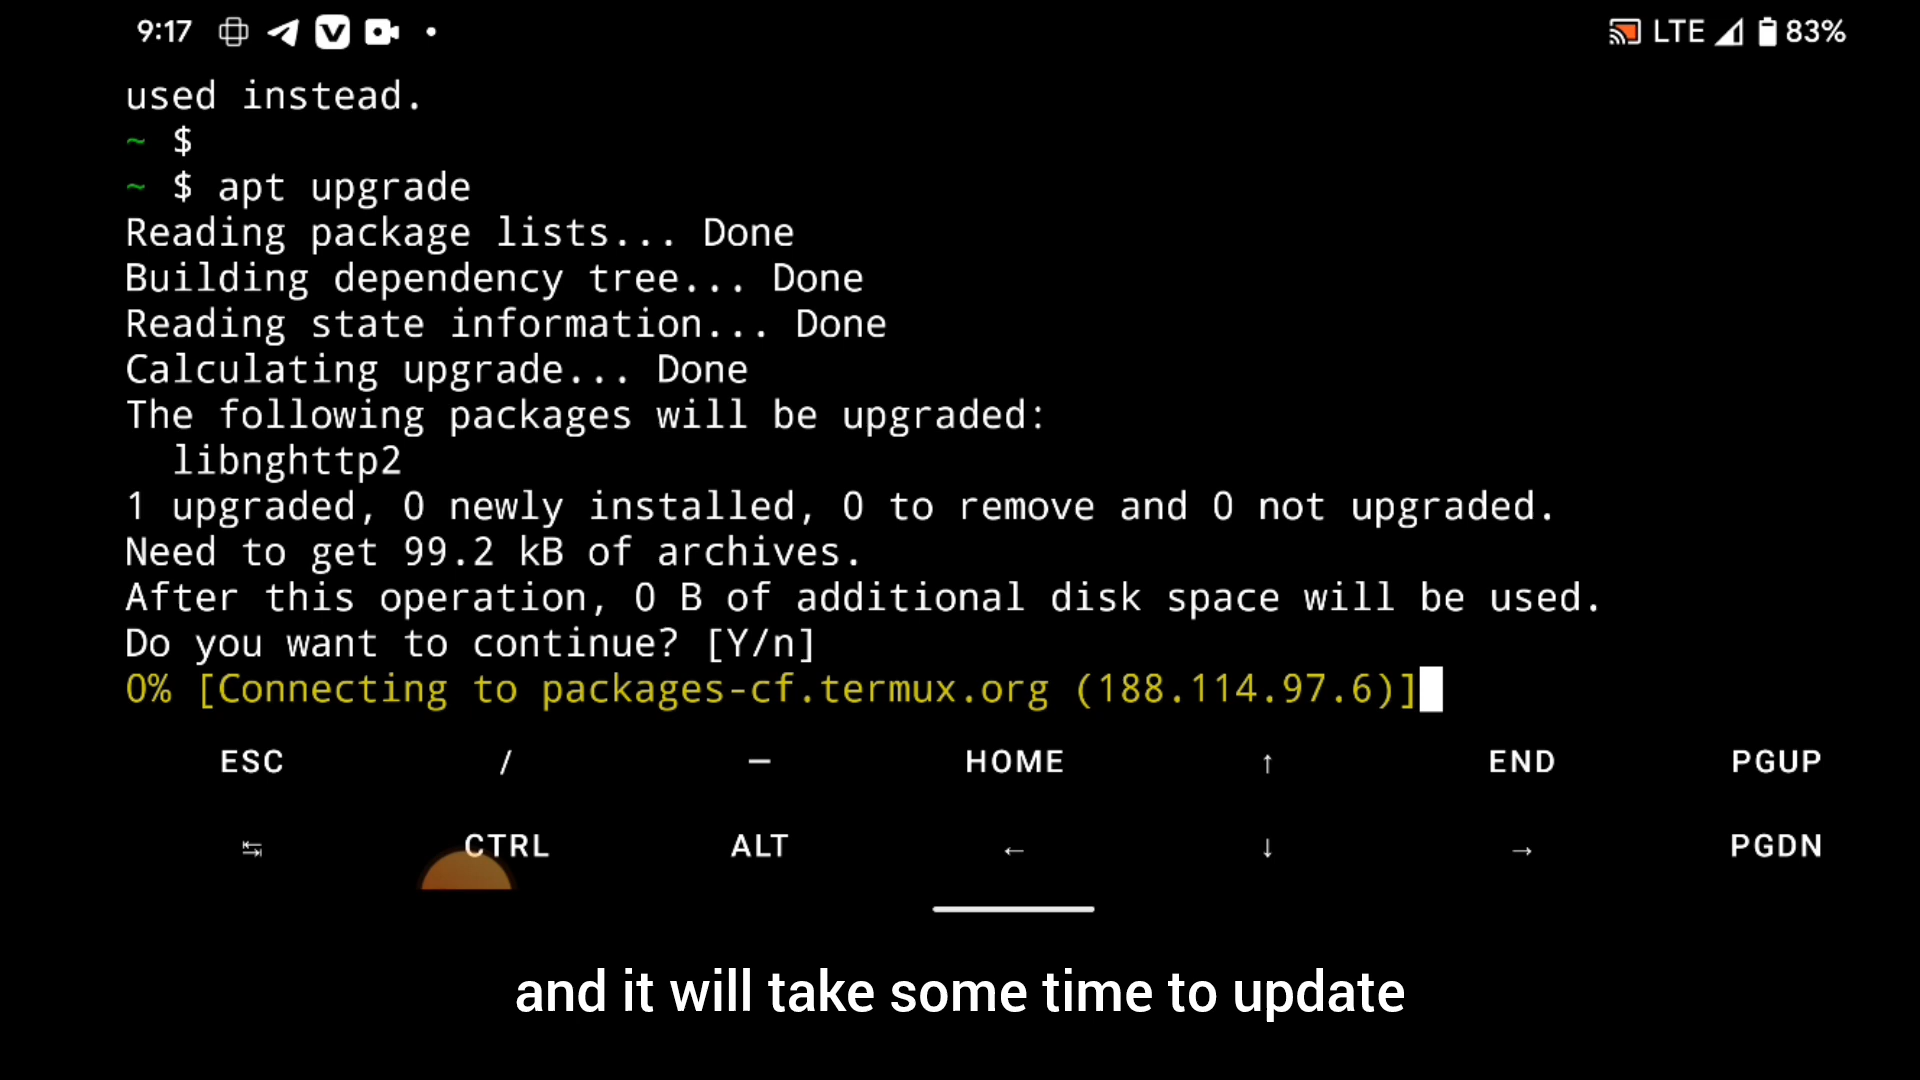 9:17 LTE 83%
used instead.
~ $
~ $ apt upgrade
Reading package lists... Done
Building dependency tree... Done
Reading state information... Done
Calculating upgrade... Done
The following packages will be upgraded:
libnghttp2
1 upgraded, 0 newly installed, 0 to remove and 0 not upgraded.
Need to get 99.2 kB of archives.
After this operation, 0 B of additional disk space will be used.
Do you want to continue? [Y/n]
0% [Connecting to packages-cf.termux.org (188.114.97.6)]
ESC / — HOME ↑ END PGUP
↹ CTRL ALT ← ↓ → PGDN
and it will take some time to update